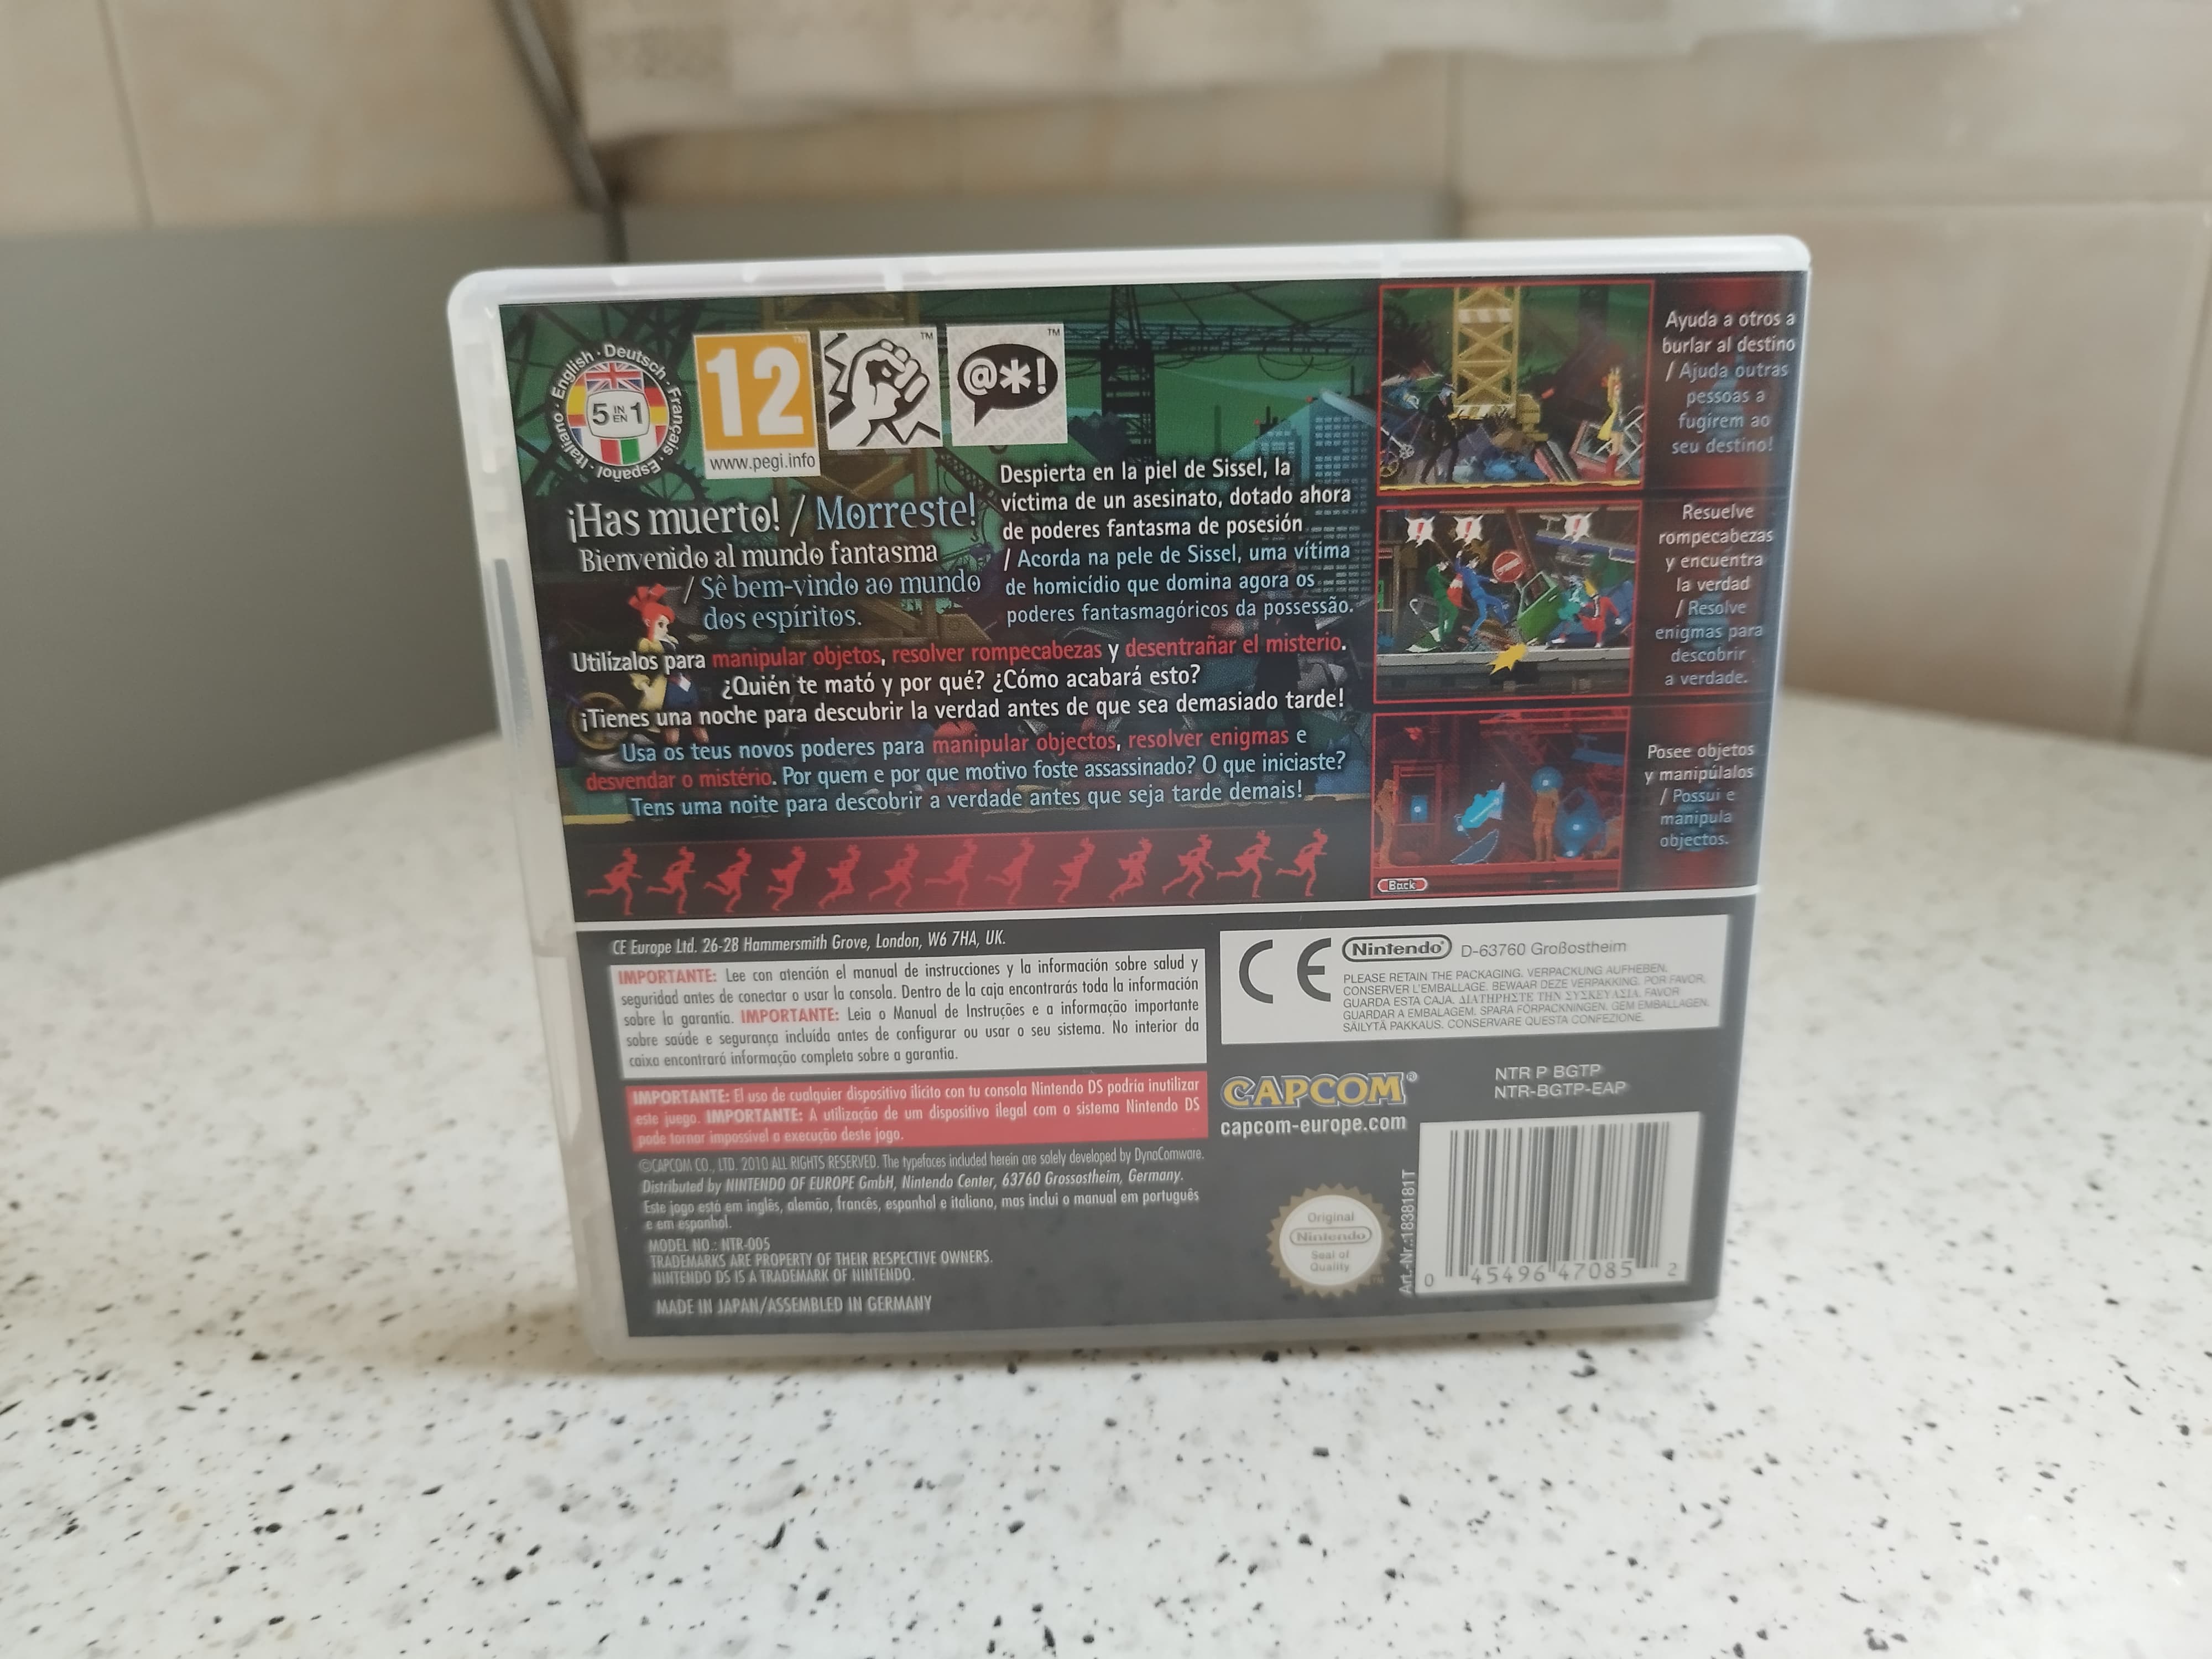 English · Deutsch · Français · Español · Italiano ·
5 IN EN 1
12
www.pegi.info
TM
@*!
TM
¡Has muerto! / Morreste!
Bienvenido al mundo fantasma
/ Sê bem-vindo ao mundo
dos espíritos.
Despierta en la piel de Sissel, la
víctima de un asesinato, dotado ahora
de poderes fantasma de posesión
/ Acorda na pele de Sissel, uma vítima
de homicídio que domina agora os
poderes fantasmagóricos da possessão.
Utilízalos para manipular objetos, resolver rompecabezas y desentrañar el misterio.
¿Quién te mató y por qué? ¿Cómo acabará esto?
¡Tienes una noche para descubrir la verdad antes de que sea demasiado tarde!
Usa os teus novos poderes para manipular objectos, resolver enigmas e
desvendar o mistério. Por quem e por que motivo foste assassinado? O que iniciaste?
Tens uma noite para descobrir a verdade antes que seja tarde demais!
Ayuda a otros a
burlar al destino
/ Ajuda outras
pessoas a
fugirem ao
seu destino!
Resuelve
rompecabezas
y encuentra
la verdad
/ Resolve
enigmas para
descobrir
a verdade.
Posee objetos
y manipúlalos
/ Possui e
manipula
objectos.
Back
CE Europe Ltd. 26-28 Hammersmith Grove, London, W6 7HA, UK.
IMPORTANTE: Lee con atención el manual de instrucciones y la información sobre salud y
seguridad antes de conectar o usar la consola. Dentro de la caja encontrarás toda la información
sobre la garantía. IMPORTANTE: Leia o Manual de Instruções e a informação importante
sobre saúde e segurança incluída antes de configurar ou usar o seu sistema. No interior da
caixa encontrará informação completa sobre a garantia.
IMPORTANTE: El uso de cualquier dispositivo ilícito con tu consola Nintendo DS podría inutilizar
este juego. IMPORTANTE: A utilização de um dispositivo ilegal com o sistema Nintendo DS
pode tornar impossível a execução deste jogo.
©CAPCOM CO., LTD. 2010 ALL RIGHTS RESERVED. The typefaces included herein are solely developed by DynaComware.
Distributed by NINTENDO OF EUROPE GmbH, Nintendo Center, 63760 Grossostheim, Germany.
Este jogo está em inglês, alemão, francês, espanhol e italiano, mas inclui o manual em português
e em espanhol.
MODEL NO.: NTR-005
TRADEMARKS ARE PROPERTY OF THEIR RESPECTIVE OWNERS.
NINTENDO DS IS A TRADEMARK OF NINTENDO.
MADE IN JAPAN/ASSEMBLED IN GERMANY
CE Nintendo® D-63760 Großostheim
PLEASE RETAIN THE PACKAGING. VERPACKUNG AUFHEBEN.
CONSERVER L'EMBALLAGE. BEWAAR DEZE VERPAKKING. POR FAVOR,
GUARDA ESTA CAJA. ΔΙΑΤΗΡΗΣΤΕ ΤΗΝ ΣΥΣΚΕΥΑΣΙΑ. FAVOR
GUARDAR A EMBALAGEM. SPARA FÖRPACKNINGEN. GEM EMBALLAGEN.
SÄILYTÄ PAKKAUS. CONSERVARE QUESTA CONFEZIONE.
CAPCOM®
capcom-europe.com
NTR P BGTP
NTR-BGTP-EAP
Original
Nintendo
Seal of
Quality
TM
Art.-Nr.:1838181T
0 45496 47085 2